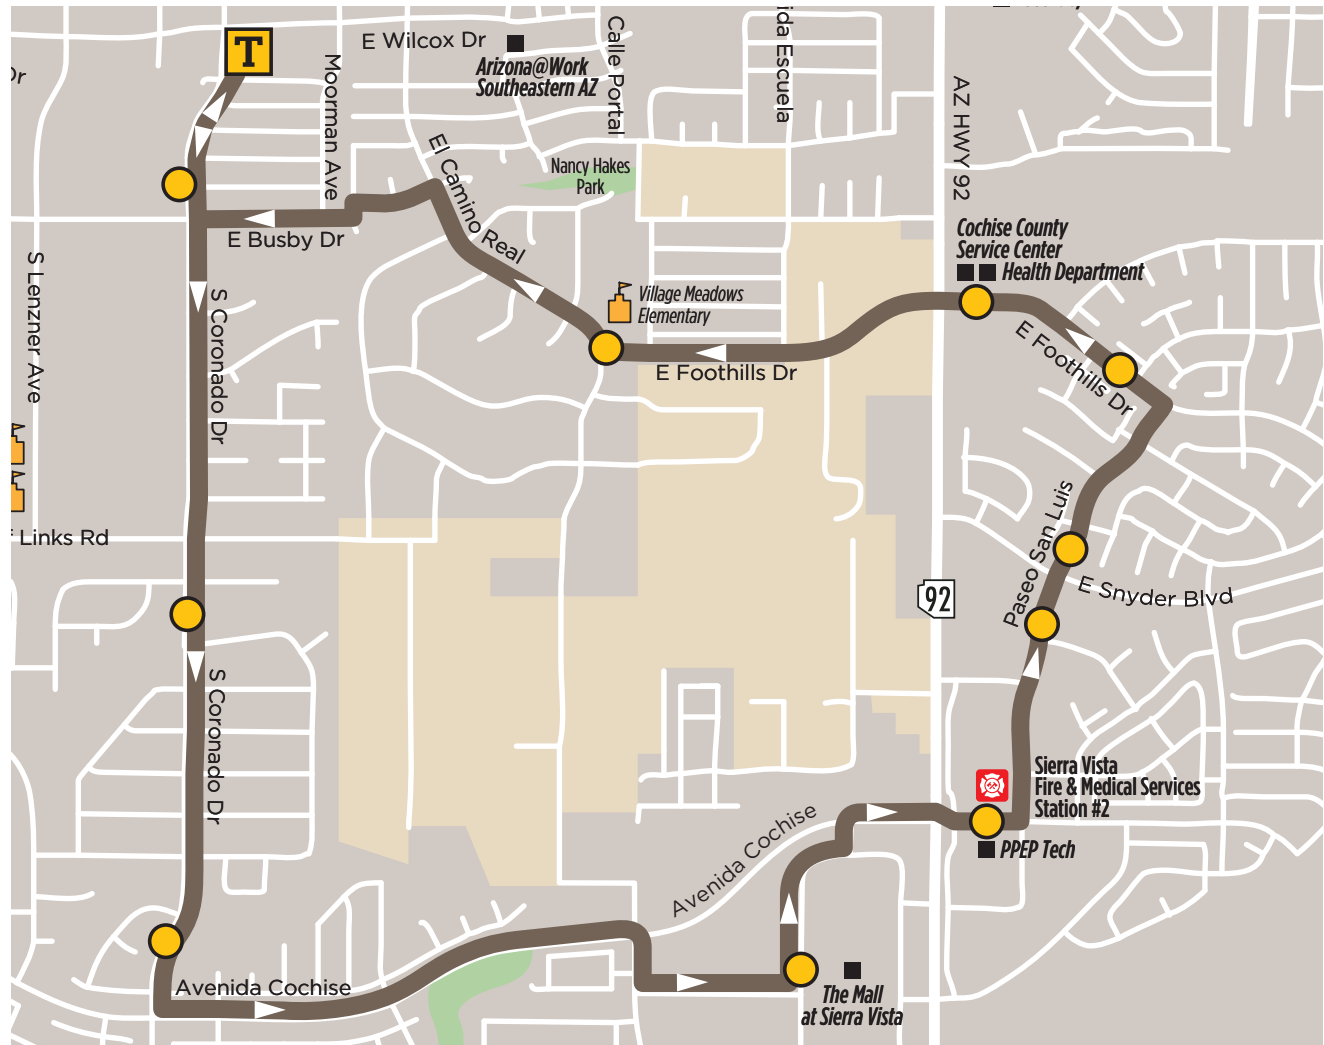 T
E Wilcox Dr
Arizona@Work
Southeastern AZ
Calle Portal
ida Escuela
Dr
Moorman Ave
El Camino Real
Nancy Hakes
Park
AZ HWY 92
Cochise County
Service Center
Health Department
E Busby Dr
S Lenzner Ave
S Coronado Dr
Village Meadows
Elementary
E Foothills Dr
E Foothills Dr
Links Rd
Paseo San Luis
E Snyder Blvd
92
S Coronado Dr
Sierra Vista
Fire & Medical Services
Station #2
PPEP Tech
Avenida Cochise
Avenida Cochise
The Mall
at Sierra Vista